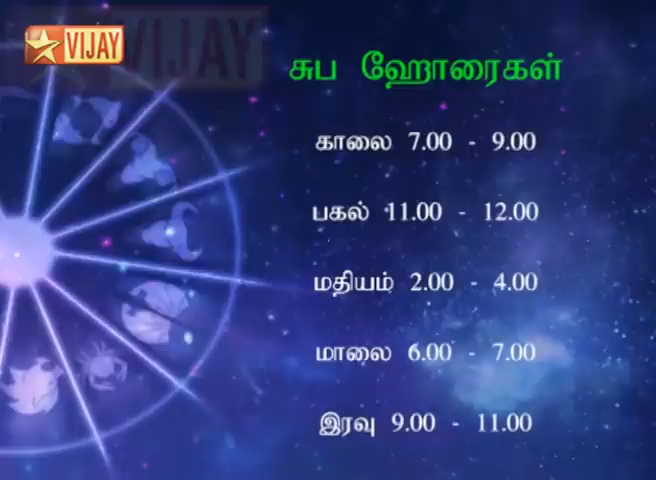 VIJAY
VIJAY
சுப ஹோரைகள்
காலை 7.00 - 9.00
பகல் 11.00 - 12.00
மதியம் 2.00 - 4.00
மாலை 6.00 - 7.00
இரவு 9.00 - 11.00